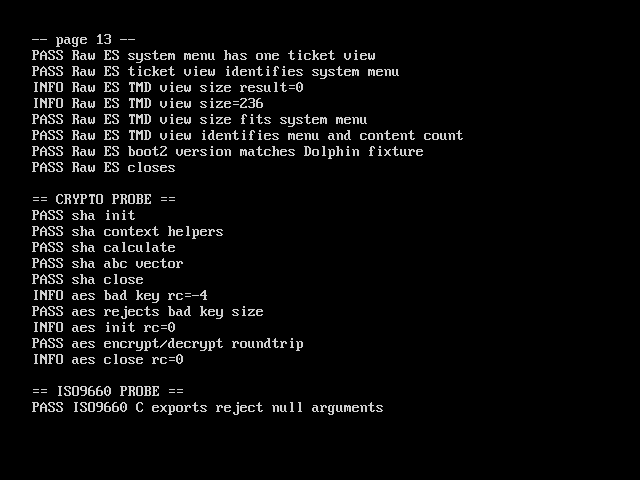 -- page 13 --
PASS Raw ES system menu has one ticket view
PASS Raw ES ticket view identifies system menu
INFO Raw ES TMD view size result=0
INFO Raw ES TMD view size=236
PASS Raw ES TMD view size fits system menu
PASS Raw ES TMD view identifies menu and content count
PASS Raw ES boot2 version matches Dolphin fixture
PASS Raw ES closes

== CRYPTO PROBE ==
PASS sha init
PASS sha context helpers
PASS sha calculate
PASS sha abc vector
PASS sha close
INFO aes bad key rc=-4
PASS aes rejects bad key size
INFO aes init rc=0
PASS aes encrypt/decrypt roundtrip
INFO aes close rc=0

== ISO9660 PROBE ==
PASS ISO9660 C exports reject null arguments